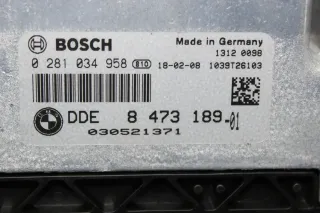 BOSCH Made in Germany
1312 0098
0 281 034 958 B10 18-02-08 1039T26103
DDE 8 473 189-01
030521371